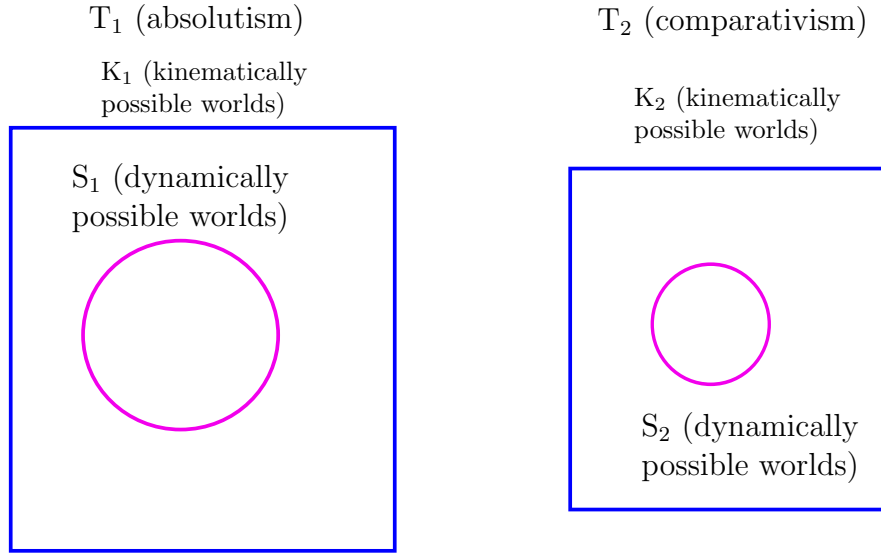 T₁ (absolutism)
K₁ (kinematically
possible worlds)
S₁ (dynamically
possible worlds)
T₂ (comparativism)
K₂ (kinematically
possible worlds)
S₂ (dynamically
possible worlds)